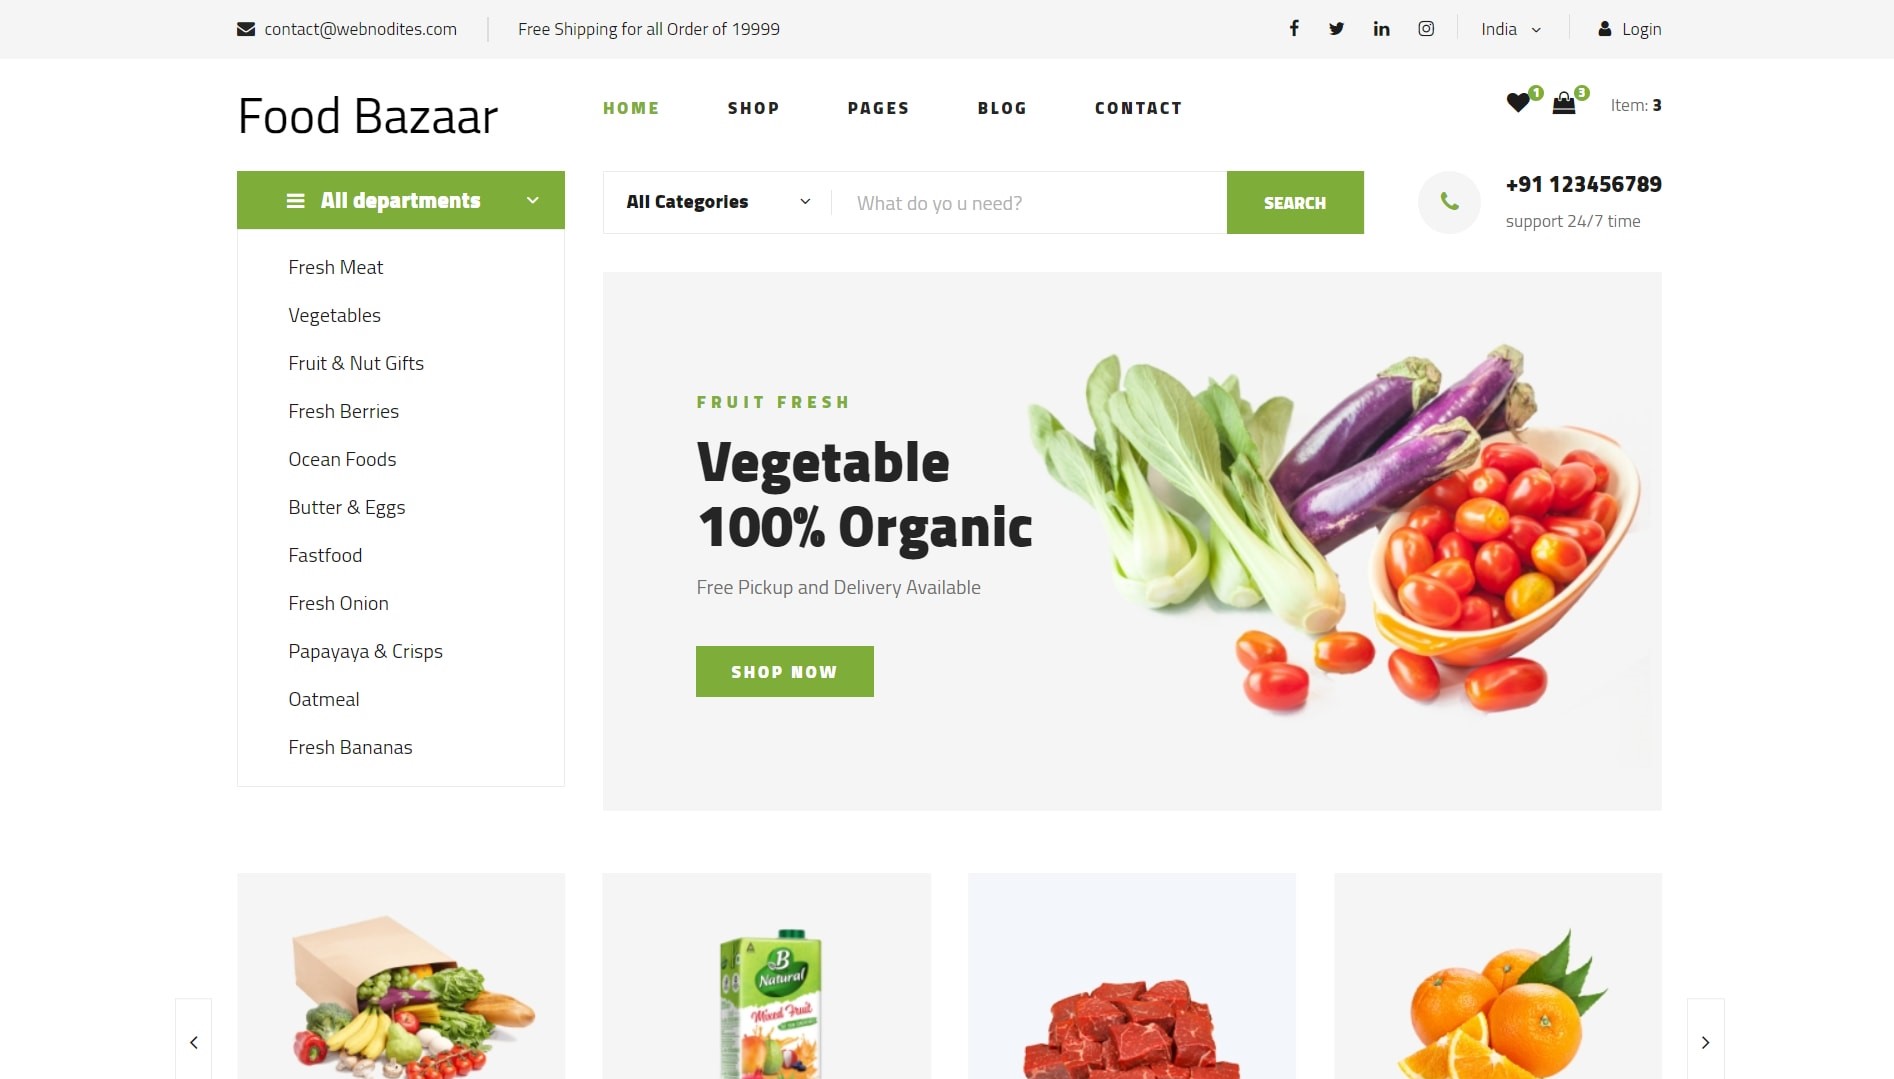 contact@webnodites.com
Free Shipping for all Order of 19999
India
Login
Food Bazaar
HOME
SHOP
PAGES
BLOG
CONTACT
1
3
Item: 3
All departments
All Categories
What do yo u need?
SEARCH
+91 123456789
support 24/7 time
Fresh Meat
Vegetables
Fruit & Nut Gifts
Fresh Berries
Ocean Foods
Butter & Eggs
Fastfood
Fresh Onion
Papayaya & Crisps
Oatmeal
Fresh Bananas
FRUIT FRESH
Vegetable
100% Organic
Free Pickup and Delivery Available
SHOP NOW
B
Natural
Mixed Fruit